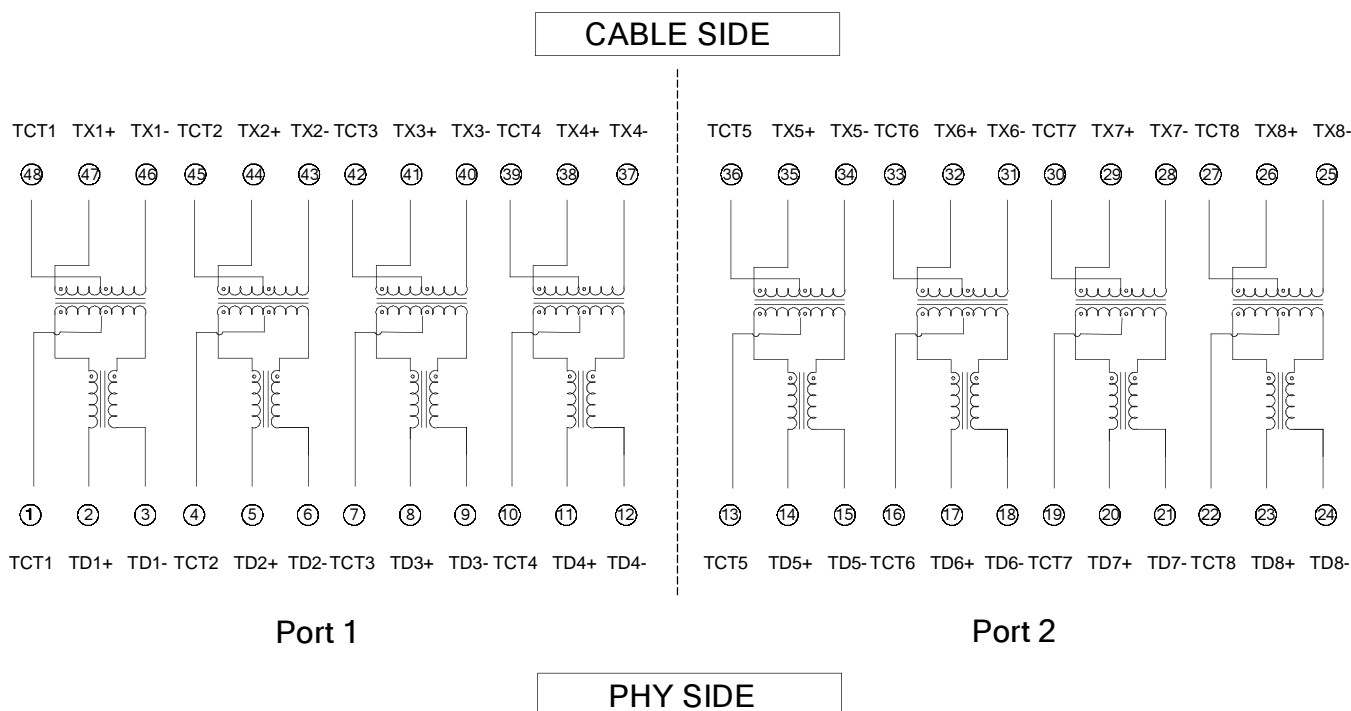 CABLE SIDE
TCT1 TX1+ TX1- TCT2 TX2+ TX2- TCT3 TX3+ TX3- TCT4 TX4+ TX4- TCT5 TX5+ TX5- TCT6 TX6+ TX6- TCT7 TX7+ TX7- TCT8 TX8+ TX8-
48 47 46 45 44 43 42 41 40 39 38 37 36 35 34 33 32 31 30 29 28 27 26 25
1 2 3 4 5 6 7 8 9 10 11 12 13 14 15 16 17 18 19 20 21 22 23 24
TCT1 TD1+ TD1- TCT2 TD2+ TD2- TCT3 TD3+ TD3- TCT4 TD4+ TD4- TCT5 TD5+ TD5- TCT6 TD6+ TD6- TCT7 TD7+ TD7- TCT8 TD8+ TD8-
Port 1 Port 2
PHY SIDE